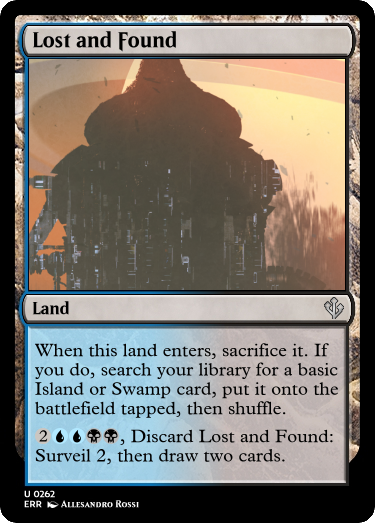 Lost and Found
Land
When this land enters, sacrifice it. If
you do, search your library for a basic
Island or Swamp card, put it onto the
battlefield tapped, then shuffle.
2, Discard Lost and Found:
Surveil 2, then draw two cards.
U 0262
ERR Allesandro Rossi